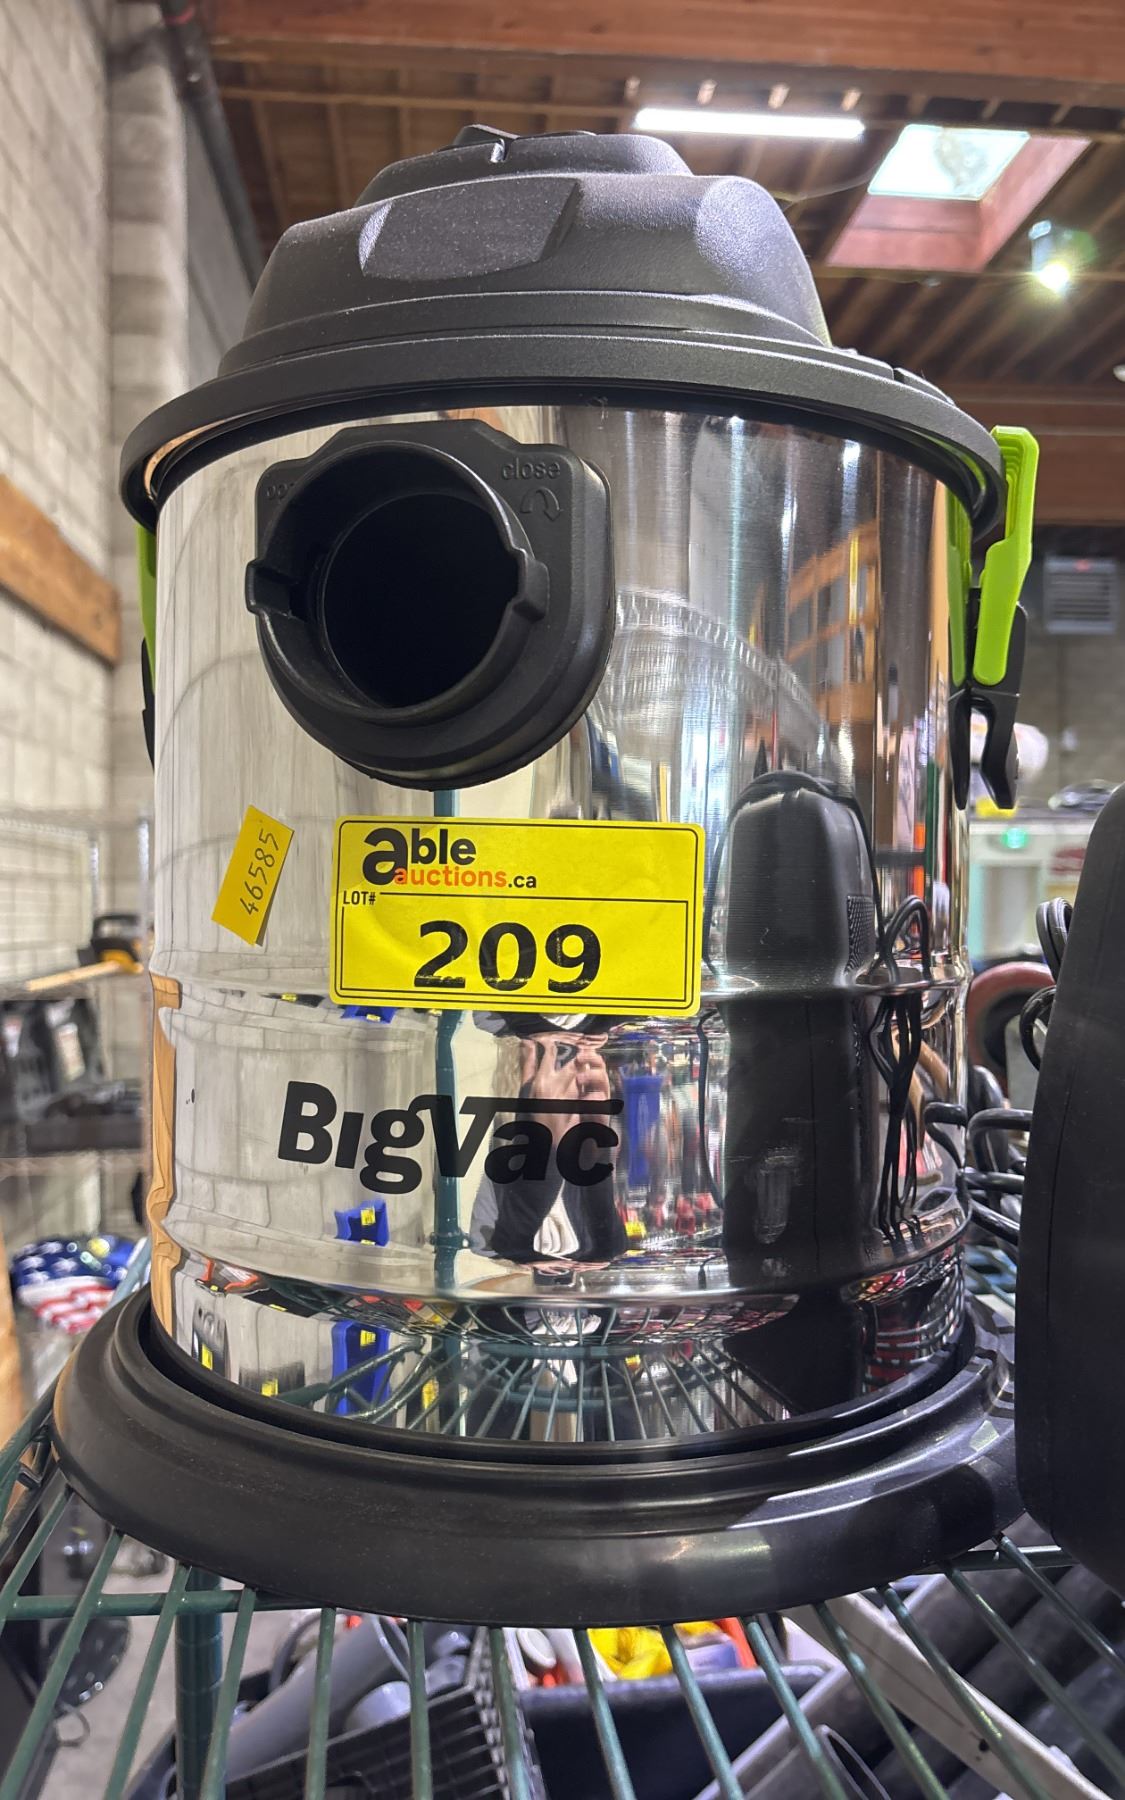 close
46585
able
auctions.ca
LOT#
209
BigVac